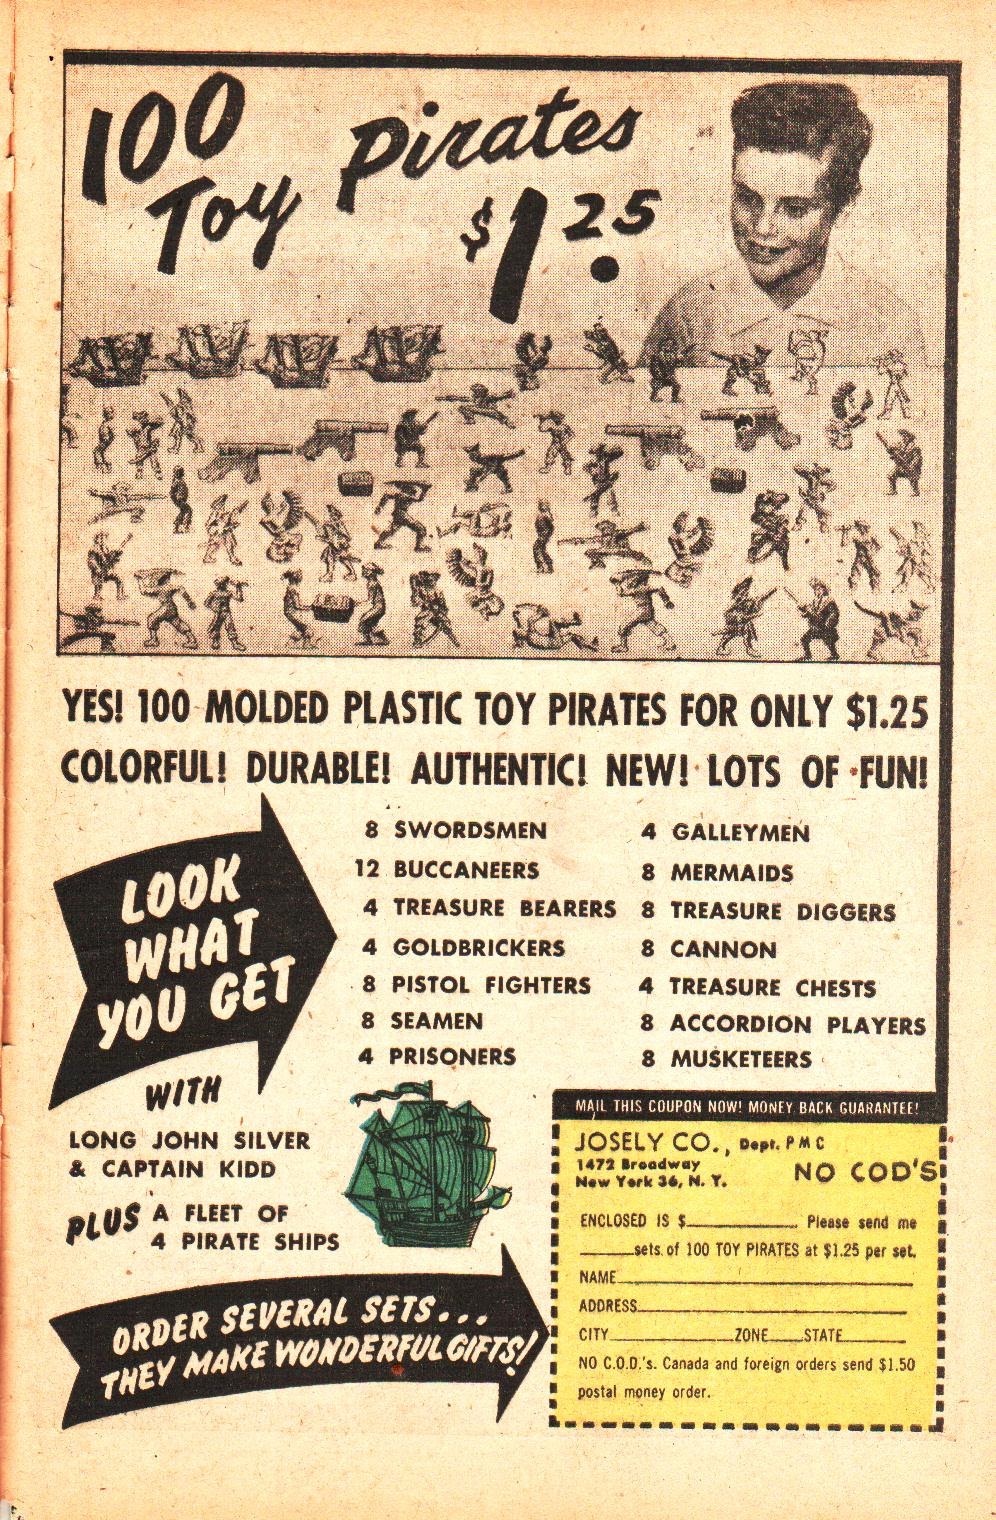 100
Toy Pirates
$1.25
YES! 100 MOLDED PLASTIC TOY PIRATES FOR ONLY $1.25
COLORFUL! DURABLE! AUTHENTIC! NEW! LOTS OF FUN!
LOOK
WHAT
YOU GET
8 SWORDSMEN
12 BUCCANEERS
4 TREASURE BEARERS
4 GOLDBRICKERS
8 PISTOL FIGHTERS
8 SEAMEN
4 PRISONERS
4 GALLEYMEN
8 MERMAIDS
8 TREASURE DIGGERS
8 CANNON
4 TREASURE CHESTS
8 ACCORDION PLAYERS
8 MUSKETEERS
WITH
LONG JOHN SILVER
& CAPTAIN KIDD
PLUS A FLEET OF
4 PIRATE SHIPS
ORDER SEVERAL SETS...
THEY MAKE WONDERFUL GIFTS!
MAIL THIS COUPON NOW! MONEY BACK GUARANTEE!
JOSELY CO., Dept. PMC
1472 Broadway
New York 36, N. Y.
NO COD'S
ENCLOSED IS $ Please send me
sets of 100 TOY PIRATES at $1.25 per set.
NAME
ADDRESS
CITY ZONE STATE
NO C.O.D.'s. Canada and foreign orders send $1.50
postal money order.